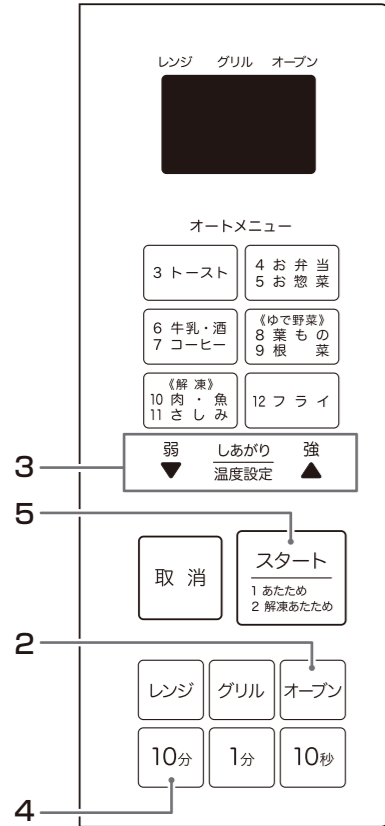 レンジ グリル オーブン
オートメニュー
3 トースト
4 お弁当
5 お惣菜
6 牛乳・酒
7 コーヒー
《ゆで野菜》
8 葉もの
9 根菜
《解凍》
10 肉・魚
11 さしみ
12 フライ
3
弱 ▼
しあがり
温度設定
強 ▲
5
取消
スタート
1 あたため
2 解凍あたため
2
レンジ グリル オーブン
10分 1分 10秒
4